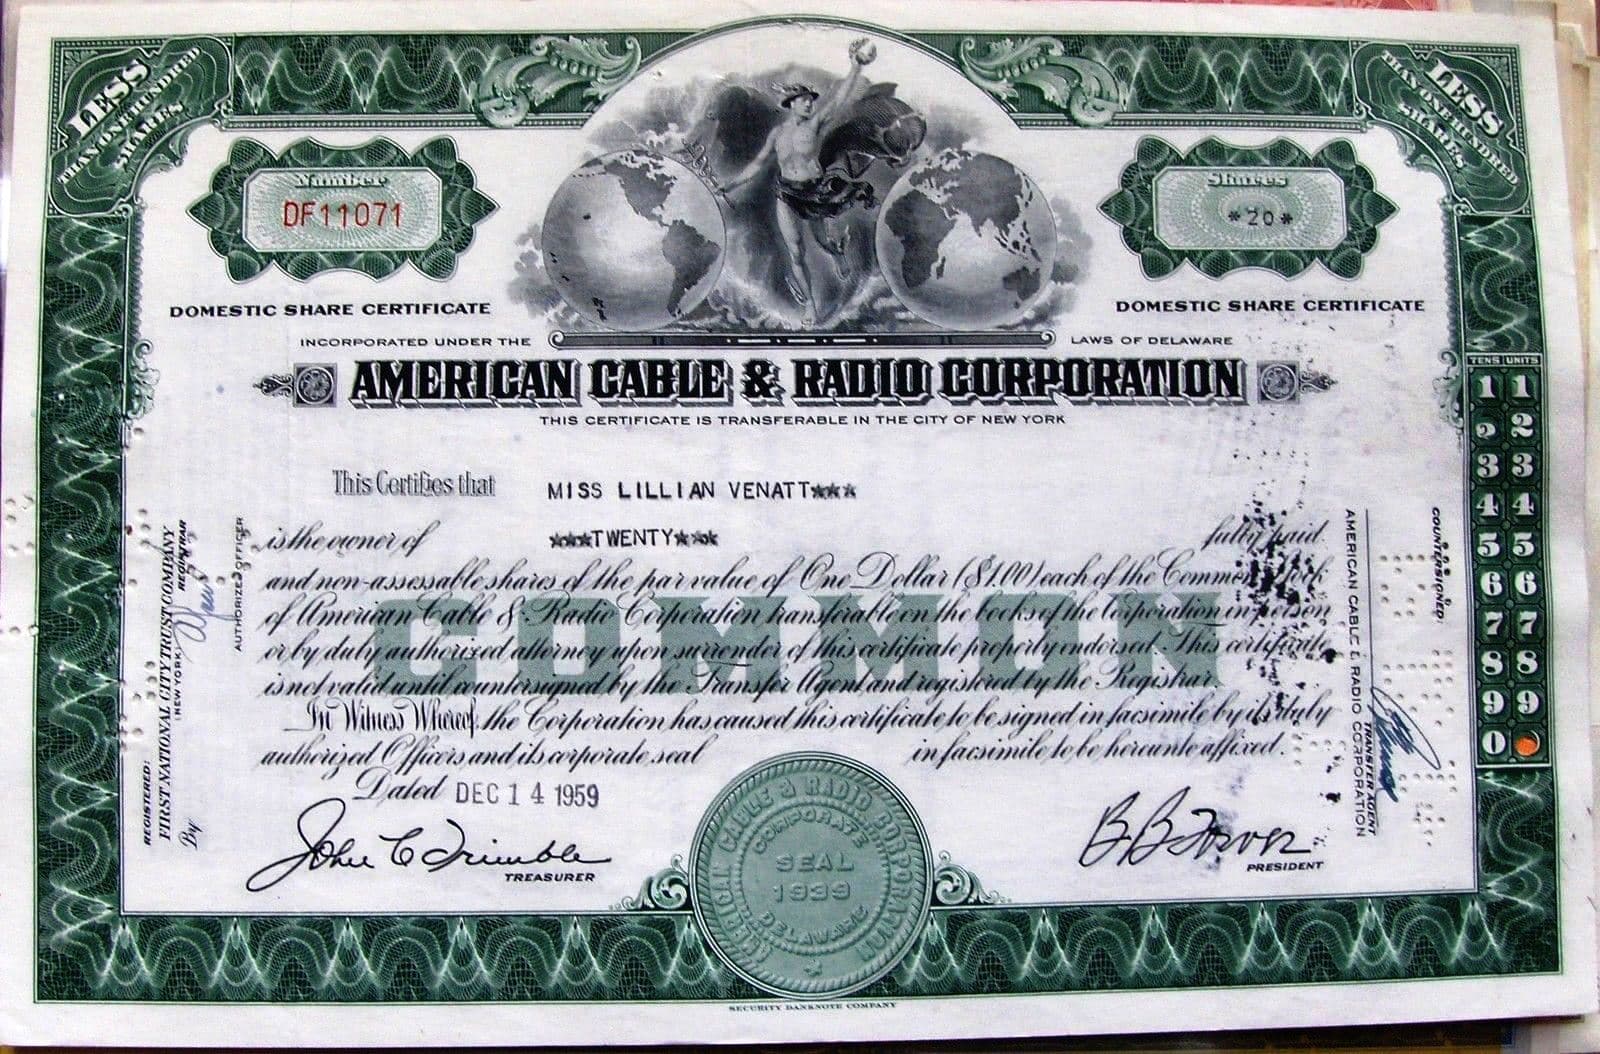 LESS
THAN ONE HUNDRED
SHARES
LESS
THAN ONE HUNDRED
SHARES
Number
DF11071
Shares
*20*
DOMESTIC SHARE CERTIFICATE
DOMESTIC SHARE CERTIFICATE
INCORPORATED UNDER THE
LAWS OF DELAWARE
AMERICAN CABLE & RADIO CORPORATION
THIS CERTIFICATE IS TRANSFERABLE IN THE CITY OF NEW YORK
This Certifies that MISS LILLIAN VENATT***
is the owner of ***TWENTY*** fully paid
and non-assessable shares of the par value of One Dollar ($1.00) each of the Common Stock
of American Cable & Radio Corporation transferable on the books of the Corporation in person
or by duly authorized attorney upon surrender of this certificate properly endorsed. This certificate
is not valid until countersigned by the Transfer Agent and registered by the Registrar.
COMMON
In Witness Whereof, the Corporation has caused this certificate to be signed in facsimile by its duly
authorized Officers and its corporate seal in facsimile to be hereunto affixed.
Dated DEC 14 1959
John C Trimble
TREASURER
PRESIDENT
AMERICAN CABLE & RADIO CORPORATION
CORPORATE
SEAL
1939
DELAWARE
REGISTERED:
FIRST NATIONAL CITY TRUST COMPANY
(NEW YORK) REGISTRAR
By
AUTHORIZED OFFICER
COUNTERSIGNED:
AMERICAN CABLE & RADIO CORPORATION
TRANSFER AGENT
TENS UNITS
1 1
2 2
3 3
4 4
5 5
6 6
7 7
8 8
9 9
0
SECURITY BANKNOTE COMPANY